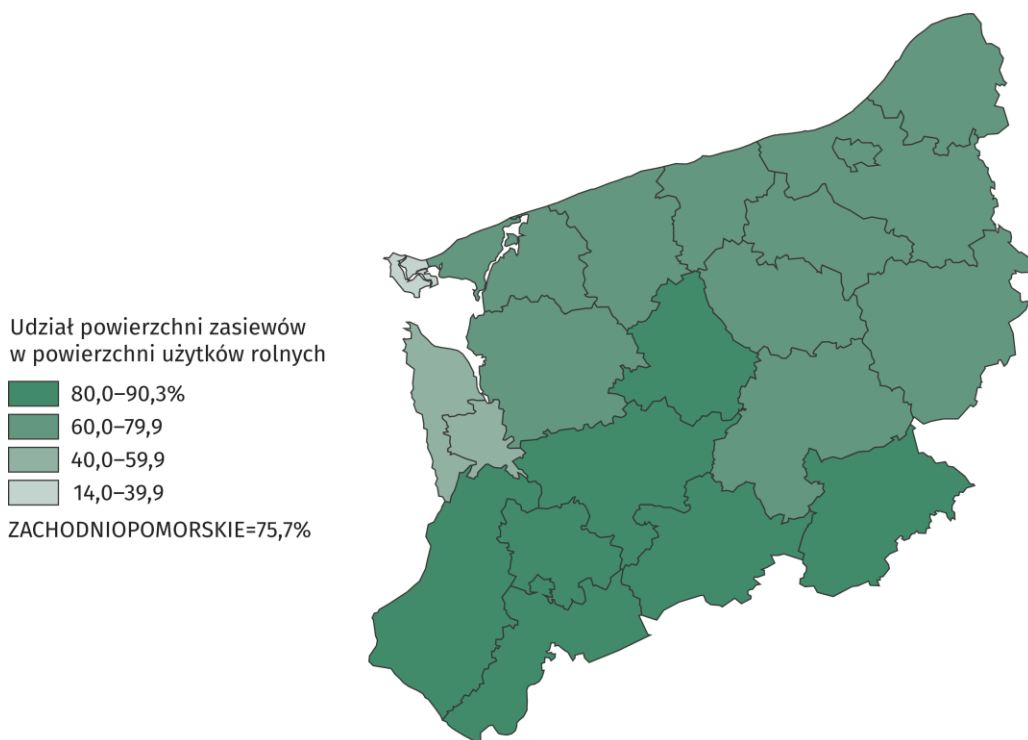 Udział powierzchni zasiewów
w powierzchni użytków rolnych
80,0–90,3%
60,0–79,9
40,0–59,9
14,0–39,9
ZACHODNIOPOMORSKIE=75,7%